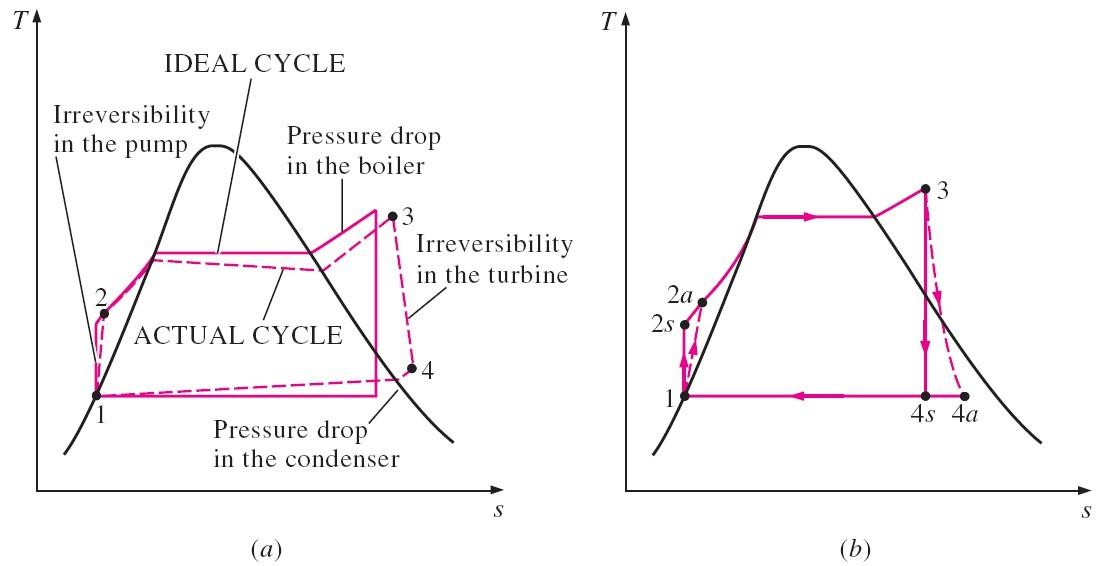 T
IDEAL CYCLE
Irreversibility
in the pump
Pressure drop
in the boiler
3
Irreversibility
in the turbine
2
ACTUAL CYCLE
4
1
Pressure drop
in the condenser
s
(a)
T
3
2a
2s
1
4s 4a
s
(b)